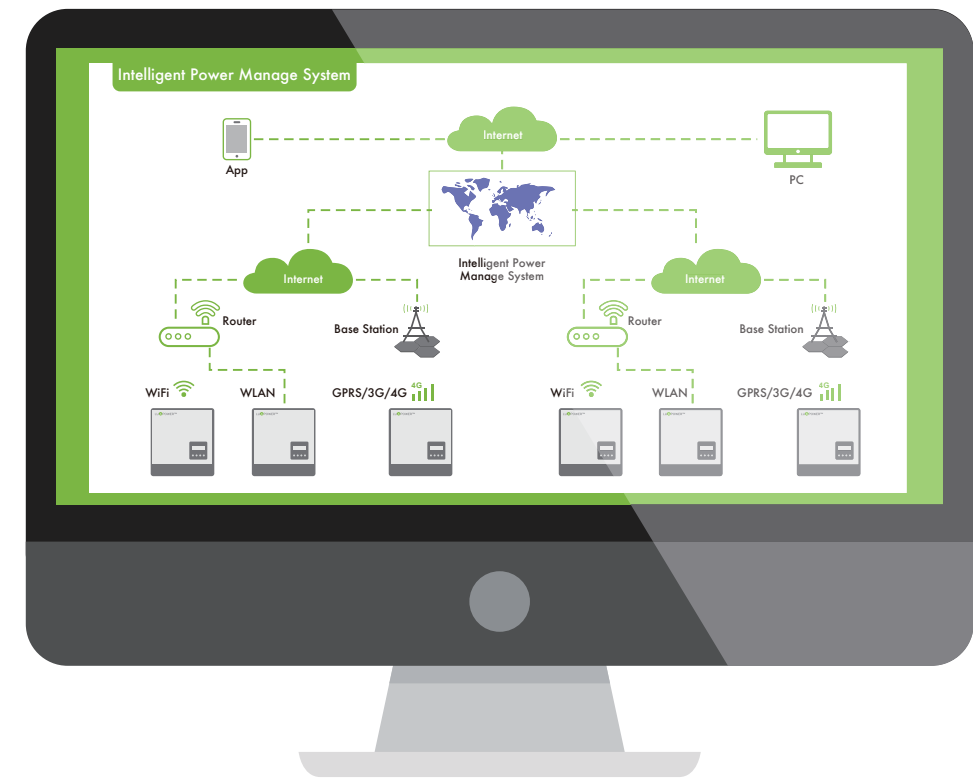 Intelligent Power Manage System
Internet
App
PC
Intelligent Power
Manage System
Internet
Internet
Router
Base Station
Router
Base Station
WiFi
WLAN
GPRS/3G/4G
4G
WiFi
WLAN
GPRS/3G/4G
4G